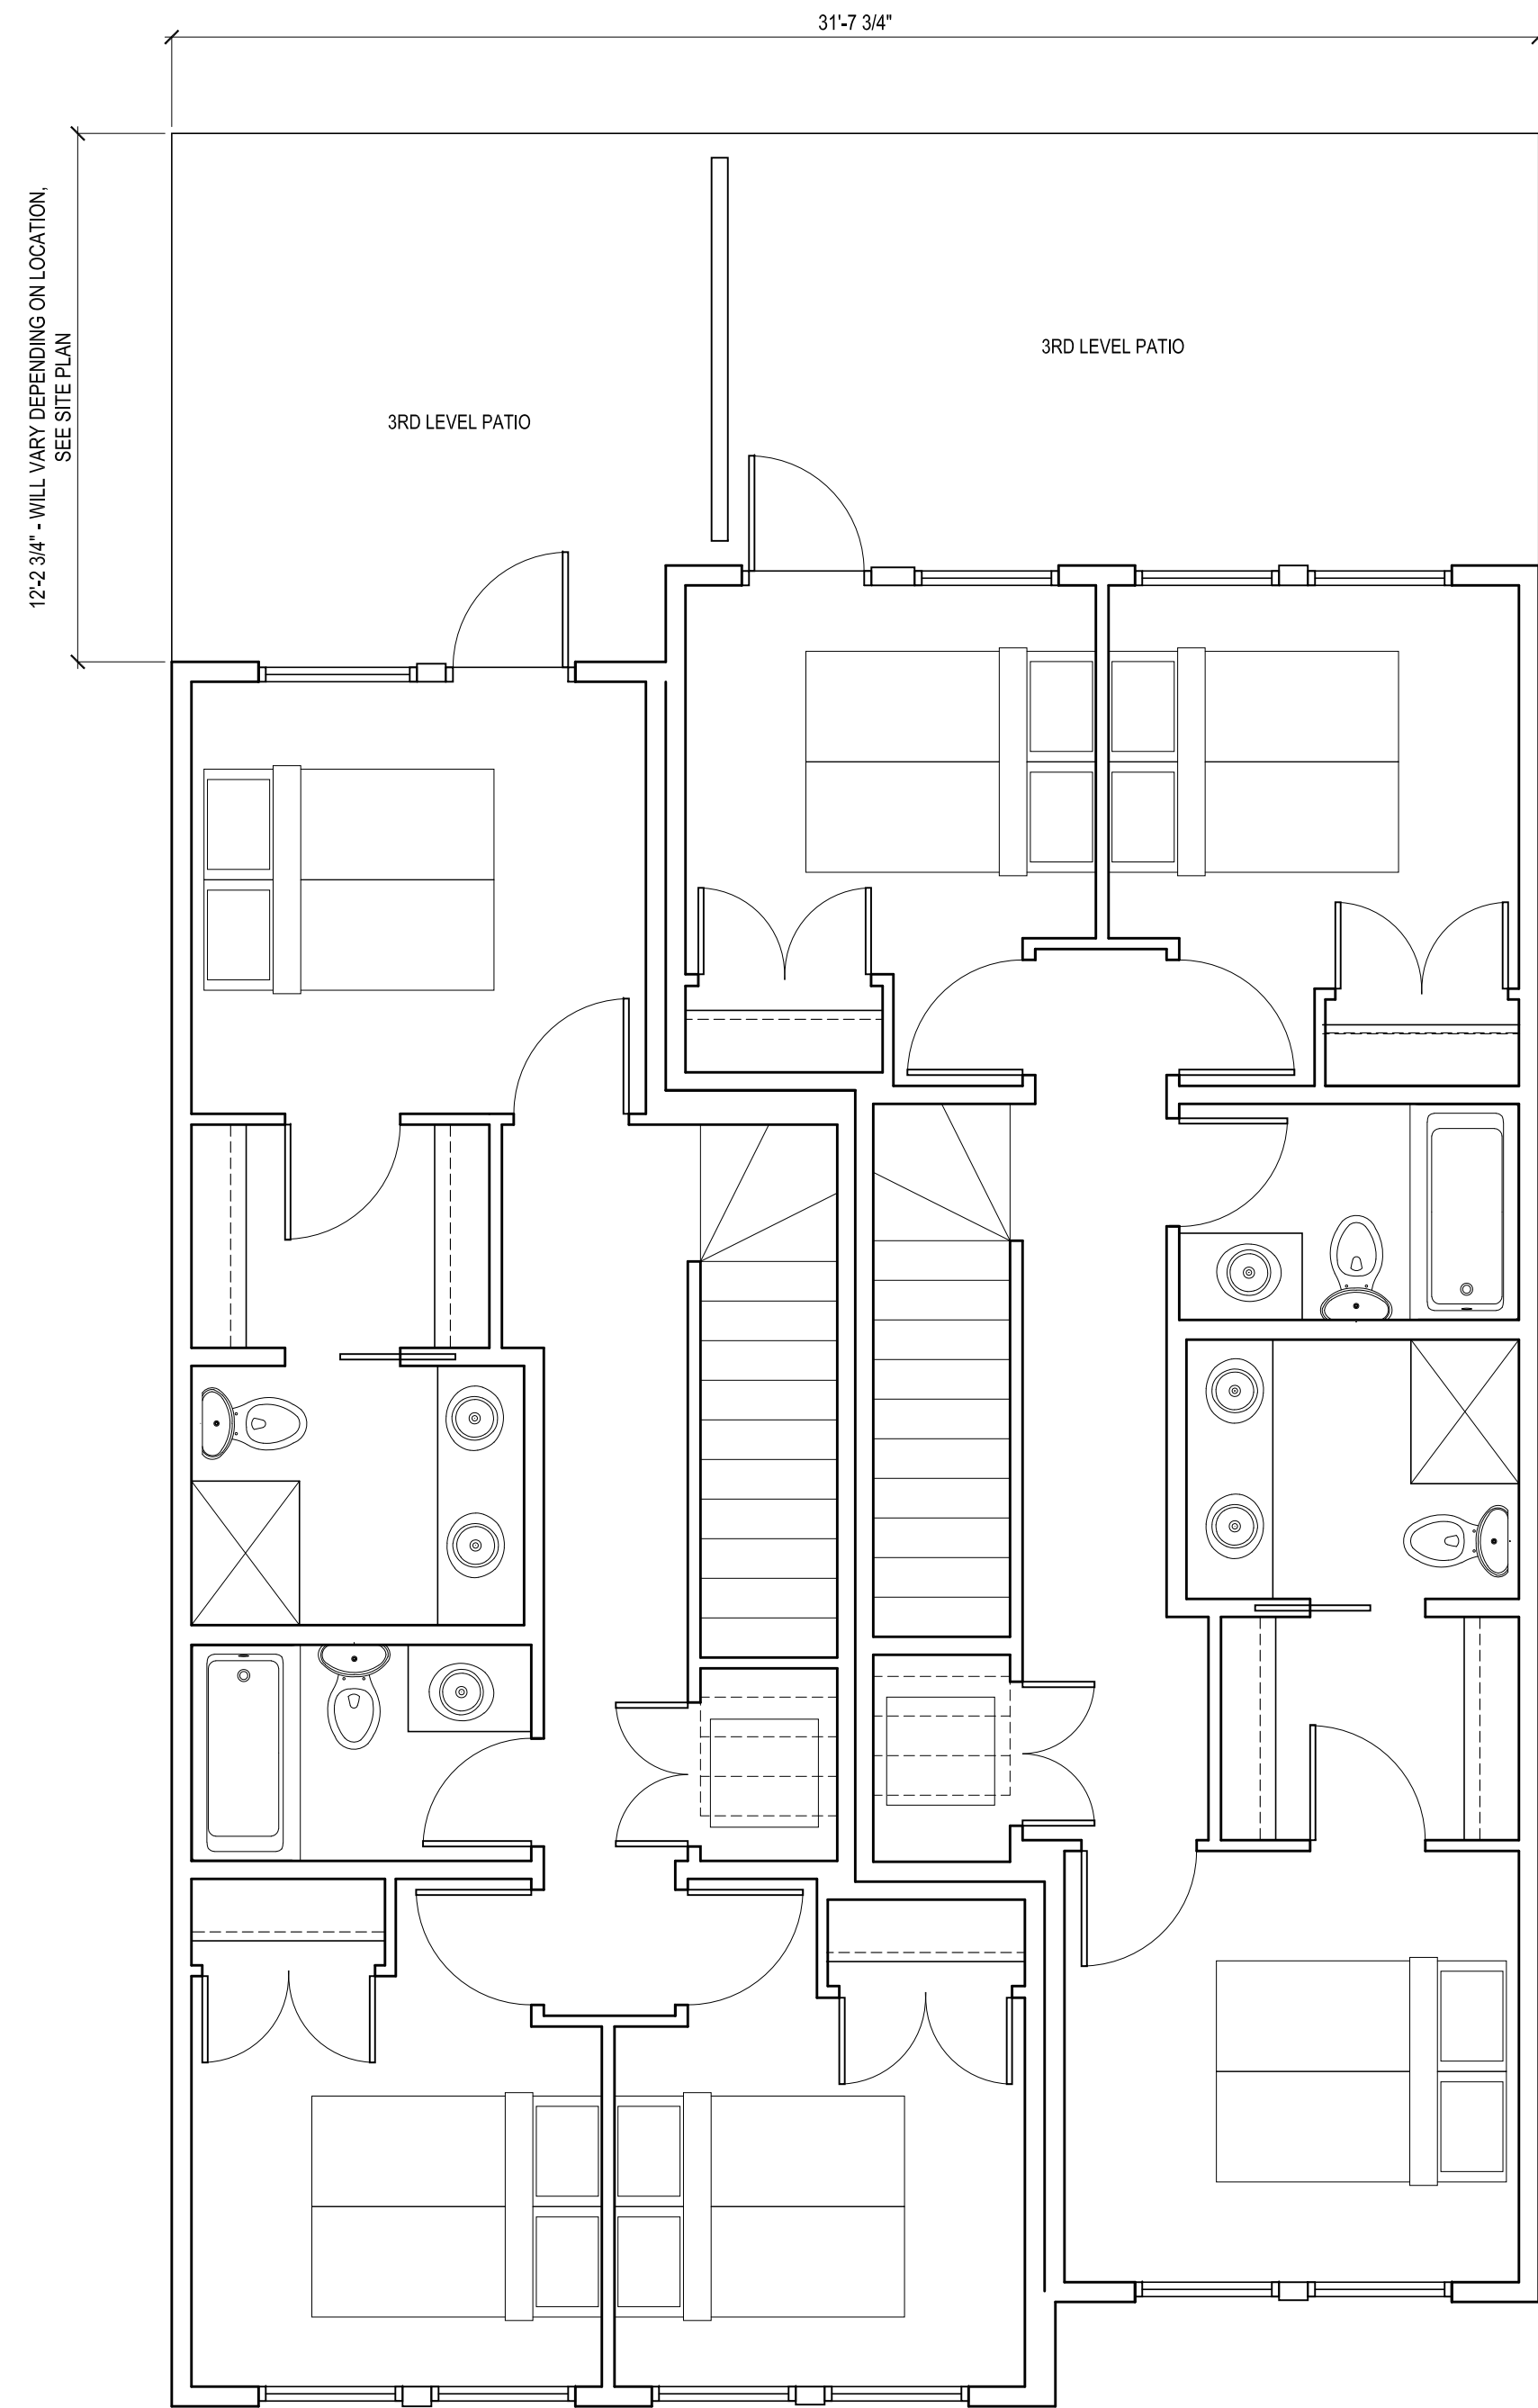 31'-7 3/4"
12'-2 3/4" - WILL VARY DEPENDING ON LOCATION,
SEE SITE PLAN
3RD LEVEL PATIO
3RD LEVEL PATIO